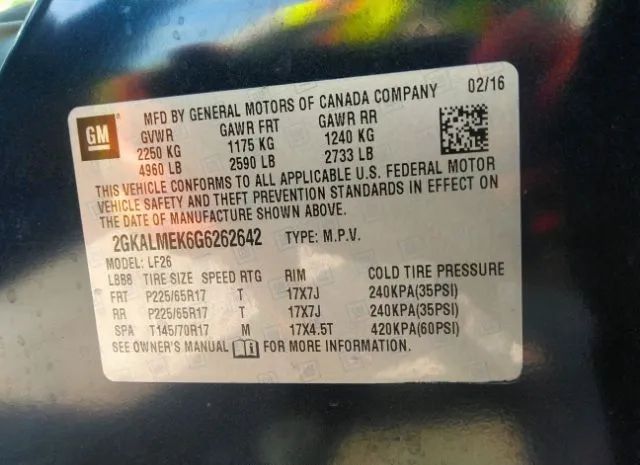 MFD BY GENERAL MOTORS OF CANADA COMPANY 02/16
GM
GVWR GAWR FRT GAWR RR
2250 KG 1175 KG 1240 KG
4960 LB 2590 LB 2733 LB
THIS VEHICLE CONFORMS TO ALL APPLICABLE U.S. FEDERAL MOTOR
VEHICLE SAFETY AND THEFT PREVENTION STANDARDS IN EFFECT ON
THE DATE OF MANUFACTURE SHOWN ABOVE.
2GKALMEK6G6262642 TYPE: M.P.V.
MODEL: LF26
LBB8 TIRE SIZE SPEED RTG RIM COLD TIRE PRESSURE
FRT P225/65R17 T 17X7J 240KPA(35PSI)
RR P225/65R17 T 17X7J 240KPA(35PSI)
SPA T145/70R17 M 17X4.5T 420KPA(60PSI)
SEE OWNER'S MANUAL FOR MORE INFORMATION.